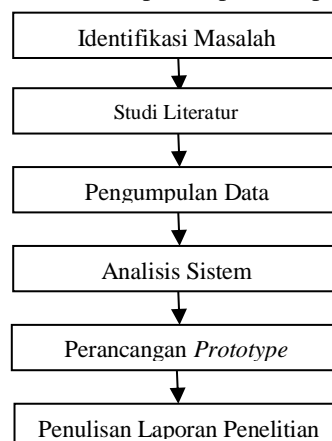 Identifikasi Masalah
Studi Literatur
Pengumpulan Data
Analisis Sistem
Perancangan Prototype
Penulisan Laporan Penelitian